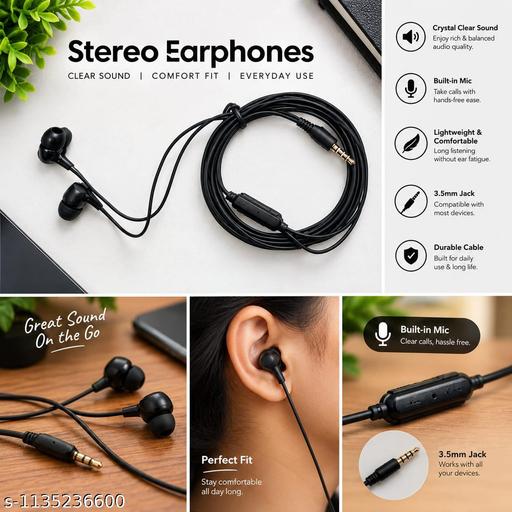 Stereo Earphones
CLEAR SOUND | COMFORT FIT | EVERYDAY USE
Crystal Clear Sound
Enjoy rich & balanced
audio quality.
Built-in Mic
Take calls with
hands-free ease.
Lightweight &
Comfortable
Long listening
without ear fatigue.
3.5mm Jack
Compatible with
most devices.
Durable Cable
Built for daily
use & long life.
Great Sound
On the Go
Perfect Fit
Stay comfortable
all day long.
Built-in Mic
Clear calls, hassle free.
3.5mm Jack
Works with all
your devices.
s-1135236600